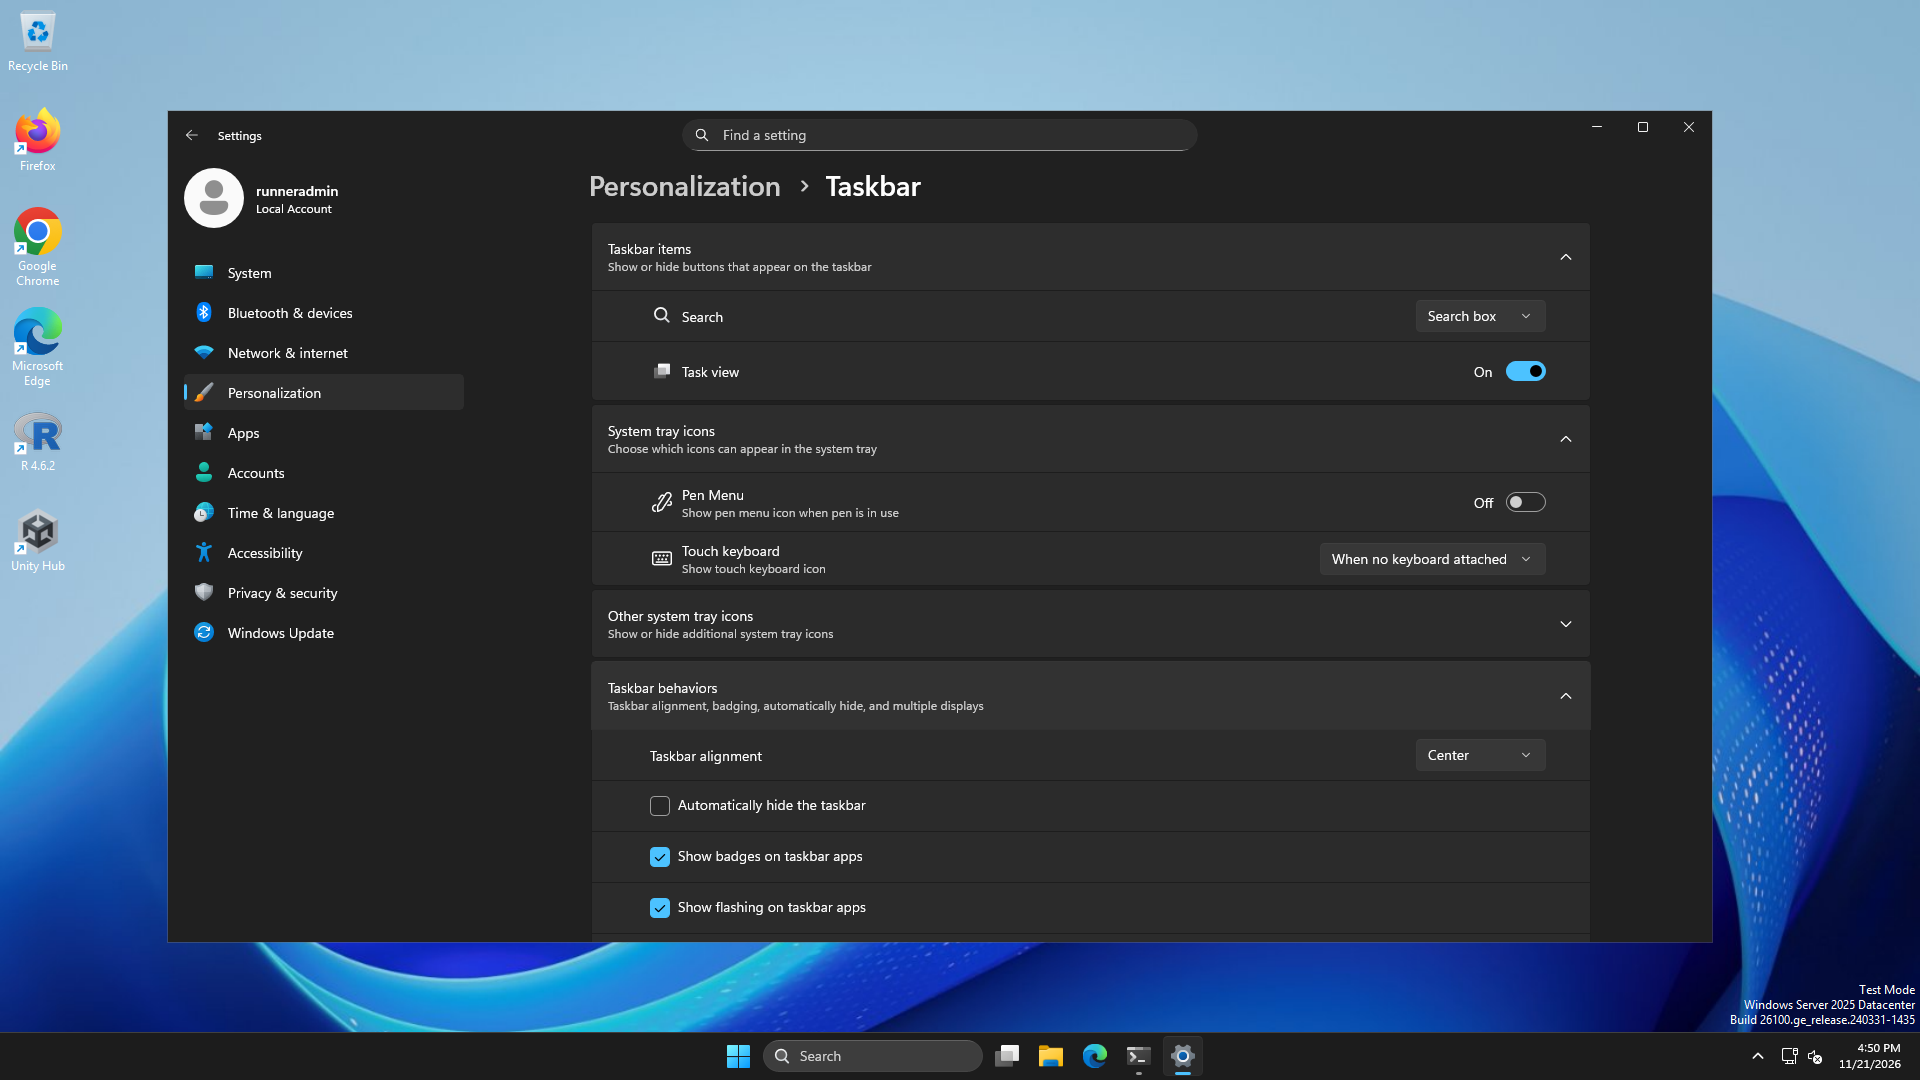 Recycle Bin
Firefox
Google
Chrome
Microsoft
Edge
R 4.6.2
Unity Hub
Settings
Find a setting
runneradmin
Local Account
System
Bluetooth & devices
Network & internet
Personalization
Apps
Accounts
Time & language
Accessibility
Privacy & security
Windows Update
Personalization > Taskbar
Taskbar items
Show or hide buttons that appear on the taskbar
Search
Search box
Task view
On
System tray icons
Choose which icons can appear in the system tray
Pen Menu
Show pen menu icon when pen is in use
Off
Touch keyboard
Show touch keyboard icon
When no keyboard attached
Other system tray icons
Show or hide additional system tray icons
Taskbar behaviors
Taskbar alignment, badging, automatically hide, and multiple displays
Taskbar alignment
Center
Automatically hide the taskbar
Show badges on taskbar apps
Show flashing on taskbar apps
Test Mode
Windows Server 2025 Datacenter
Build 26100.ge_release.240331-1435
Search
4:50 PM
11/21/2026